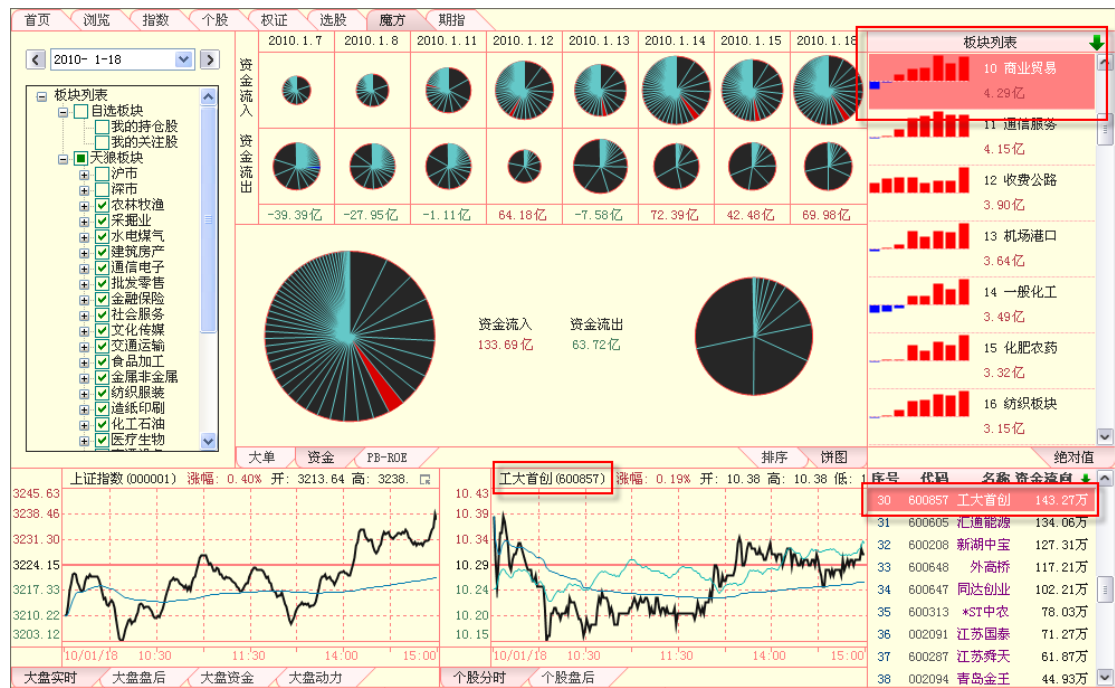 首页 浏览 指数 个股 权证 选股 魔方 期指
2010- 1-18
板块列表
自选板块
我的持仓股
我的关注股
天狼板块
沪市
深市
农林牧渔
采掘业
水电煤气
建筑房产
通信电子
批发零售
金融保险
社会服务
文化传媒
交通运输
食品加工
金属非金属
纺织服装
造纸印刷
化工石油
医疗生物
2010.1.7 2010.1.8 2010.1.11 2010.1.12 2010.1.13 2010.1.14 2010.1.15 2010.1.18
资金流入
资金流出
-39.39亿 -27.95亿 -1.11亿 64.18亿 -7.58亿 72.39亿 42.48亿 69.98亿
资金流入 资金流出
133.69亿 63.72亿
大单 资金 PB-ROE 排序 饼图
板块列表
10 商业贸易
4.29亿
11 通信服务
4.15亿
12 收费公路
3.90亿
13 机场港口
3.64亿
14 一般化工
3.49亿
15 化肥农药
3.32亿
16 纺织板块
3.15亿
绝对值
上证指数(000001) 涨幅: 0.40% 开: 3213.64 高: 3238.
3245.63
3238.46
3231.30
3224.15
3217.33
3210.22
3203.12
10/01/18 10:30 11:30 14:00 15:00
大盘实时 大盘盘后 大盘资金 大盘动力
工大首创(600857) 涨幅: 0.19% 开: 10.38 高: 10.38 低: 1
10.43
10.39
10.34
10.29
10.24
10.20
10.15
10/01/18 10:30 11:30 14:00 15:00
个股分时 个股盘后
序号 代码 名称 资金流向
30 600857 工大首创 143.27万
31 600605 汇通能源 134.06万
32 600208 新湖中宝 127.31万
33 600648 外高桥 117.21万
34 600647 同达创业 102.21万
35 600313 *ST中农 78.03万
36 002091 江苏国泰 71.27万
37 600287 江苏舜天 61.87万
38 002094 青岛金王 44.93万